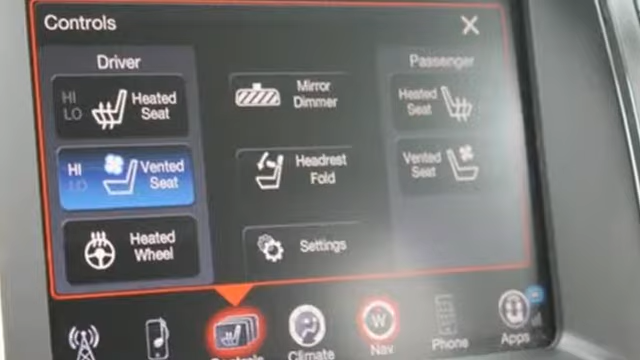 Controls
Driver
Passenger
HI
LO
Heated
Seat
Mirror
Dimmer
Heated
Seat
HI
LO
Vented
Seat
Headrest
Fold
Vented
Seat
Heated
Wheel
Settings
Controls
Climate
W
Nav
Phone
Apps